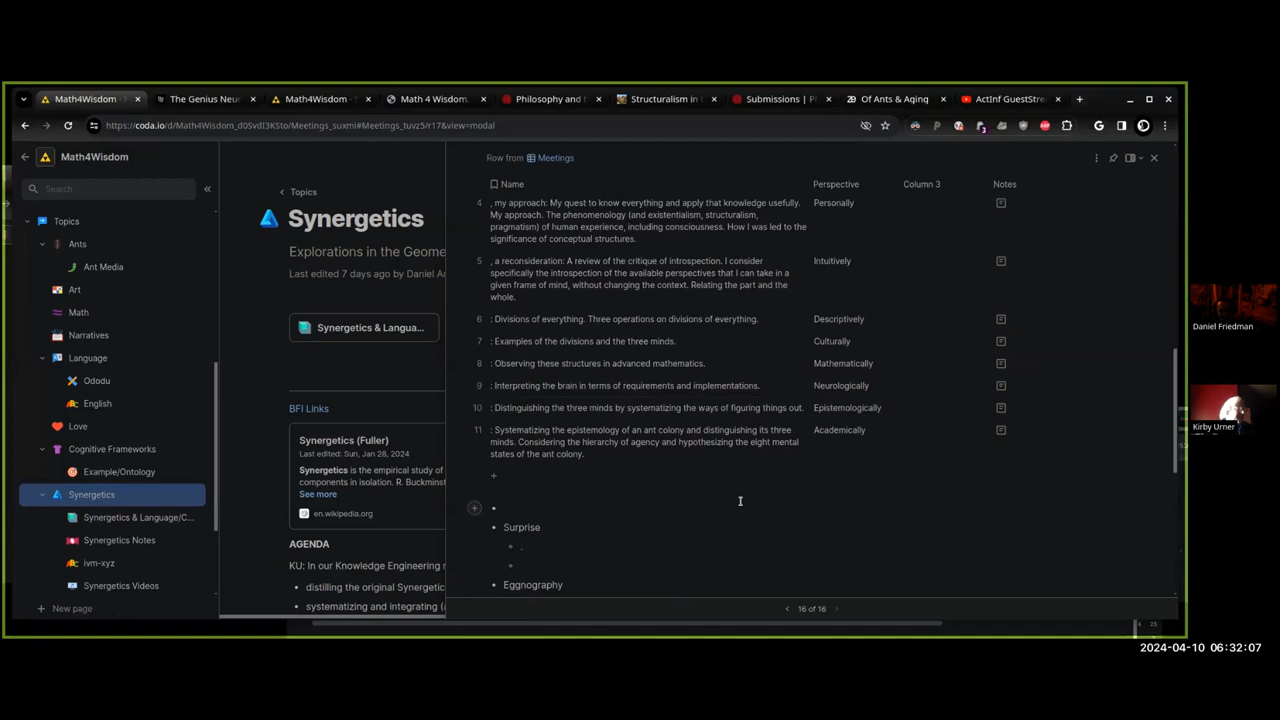 Math4Wisdom ·
The Genius Neu
Math4Wisdom · S
Math 4 Wisdom.
Philosophy and t
Structuralism in t
Submissions | P
Of Ants & Aging
ActInf GuestStre
https://coda.io/d/Math4Wisdom_d0SvdI3KSto/Meetings_suxmi#Meetings_tuvz5/r17&view=modal
Math4Wisdom
Search
Topics
Ants
Ant Media
Art
Math
Narratives
Language
Ododu
English
Love
Cognitive Frameworks
Example/Ontology
Synergetics
Synergetics & Language/C...
Synergetics Notes
ivm-xyz
Synergetics Videos
New page
Topics
Synergetics
Explorations in the Geome
Last edited 7 days ago by Daniel A
Synergetics & Langua...
BFI Links
Synergetics (Fuller)
Last edited: Sun, Jan 28, 2024
Synergetics is the empirical study of
components in isolation. R. Buckminst
See more
en.wikipedia.org
AGENDA
KU: In our Knowledge Engineering r
• distilling the original Synergetic
• systematizing and integrating (a
Row from Meetings
Name Perspective Column 3 Notes
4 , my approach: My quest to know everything and apply that knowledge usefully. Personally
My approach. The phenomenology (and existentialism, structuralism,
pragmatism) of human experience, including consciousness. How I was led to the
significance of conceptual structures.
5 , a reconsideration: A review of the critique of introspection. I consider Intuitively
specifically the introspection of the available perspectives that I can take in a
given frame of mind, without changing the context. Relating the part and the
whole.
6 : Divisions of everything. Three operations on divisions of everything. Descriptively
7 : Examples of the divisions and the three minds. Culturally
8 : Observing these structures in advanced mathematics. Mathematically
9 : Interpreting the brain in terms of requirements and implementations. Neurologically
10 : Distinguishing the three minds by systematizing the ways of figuring things out. Epistemologically
11 : Systematizing the epistemology of an ant colony and distinguishing its three Academically
minds. Considering the hierarchy of agency and hypothesizing the eight mental
states of the ant colony.
• Surprise
• Eggnography
16 of 16
Daniel Friedman
Kirby Urner
2024-04-10 06:32:07